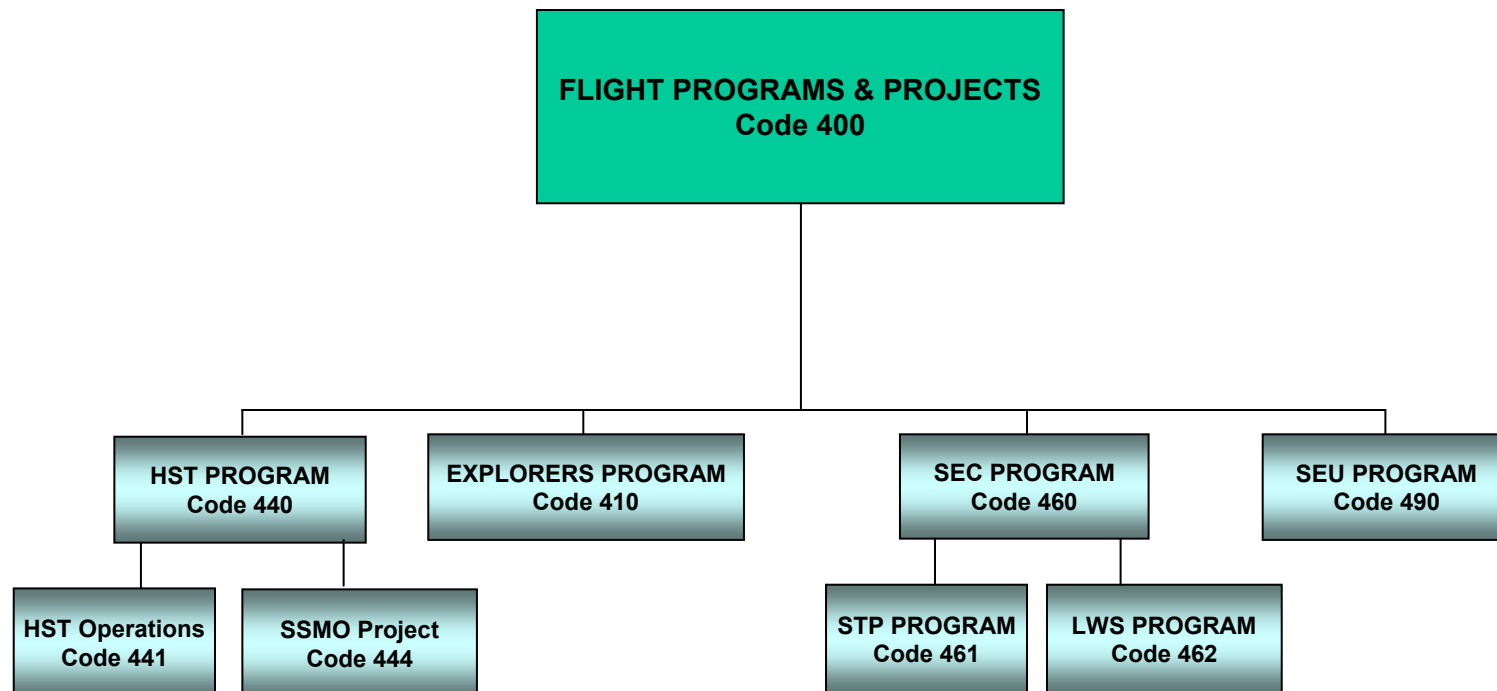 FLIGHT PROGRAMS & PROJECTS
Code 400
HST PROGRAM
Code 440
EXPLORERS PROGRAM
Code 410
SEC PROGRAM
Code 460
SEU PROGRAM
Code 490
HST Operations
Code 441
SSMO Project
Code 444
STP PROGRAM
Code 461
LWS PROGRAM
Code 462